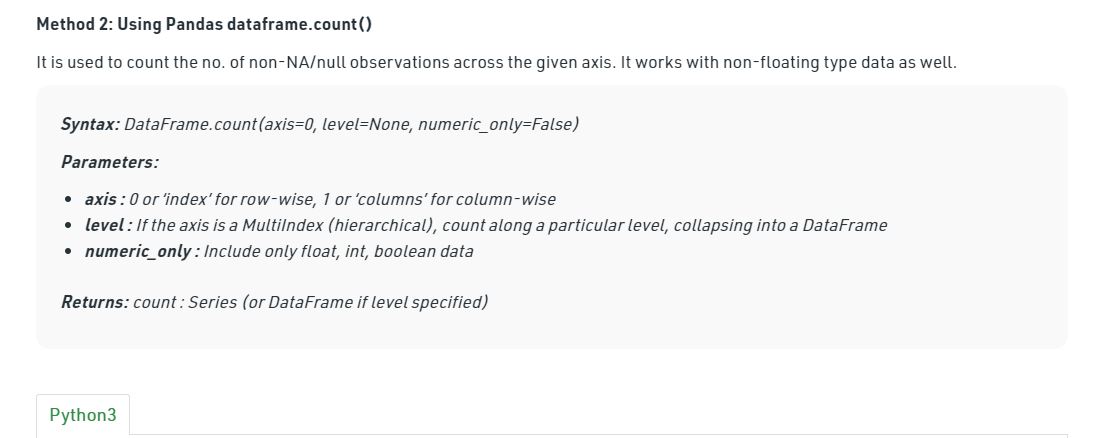 Method 2: Using Pandas dataframe.count()
It is used to count the no. of non-NA/null observations across the given axis. It works with non-floating type data as well.
Syntax: DataFrame.count(axis=0, level=None, numeric_only=False)
Parameters:
• axis : 0 or 'index' for row-wise, 1 or 'columns' for column-wise
• level : If the axis is a MultiIndex (hierarchical), count along a particular level, collapsing into a DataFrame
• numeric_only : Include only float, int, boolean data
Returns: count : Series (or DataFrame if level specified)
Python3